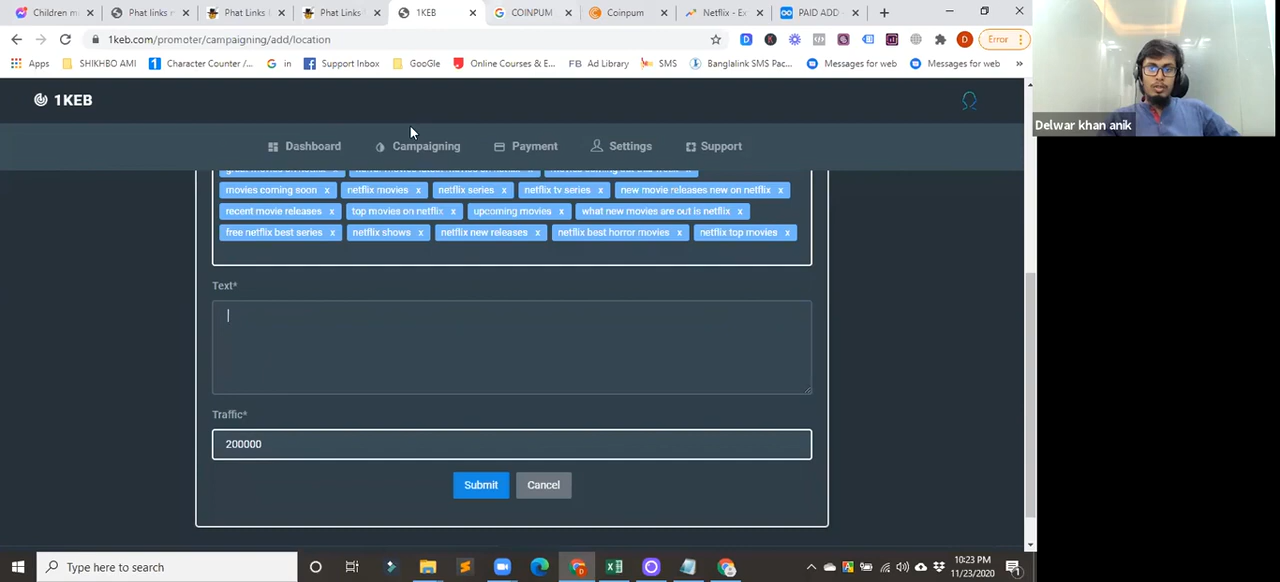 Children m
Phat links r
Phat Links
Phat Links
1KEB
COINPUM
Coinpum
Netflix - Ex
PAID ADD
1keb.com/promoter/campaigning/add/location
Error
Apps
SHIKHBO AMI
Character Counter /...
in
Support Inbox
GooGle
Online Courses & E...
FB Ad Library
SMS
Banglalink SMS Pac...
Messages for web
Messages for web
1KEB
Delwar khan anik
Dashboard
Campaigning
Payment
Settings
Support
movies coming soon x netflix movies x netflix series x netflix tv series x new movie releases new on netflix x
recent movie releases x top movies on netflix x upcoming movies x what new movies are out is netflix x
free netflix best series x netflix shows x netflix new releases x netflix best horror movies x netflix top movies x
Text*
Traffic*
200000
Submit
Cancel
Type here to search
10:23 PM
11/23/2020